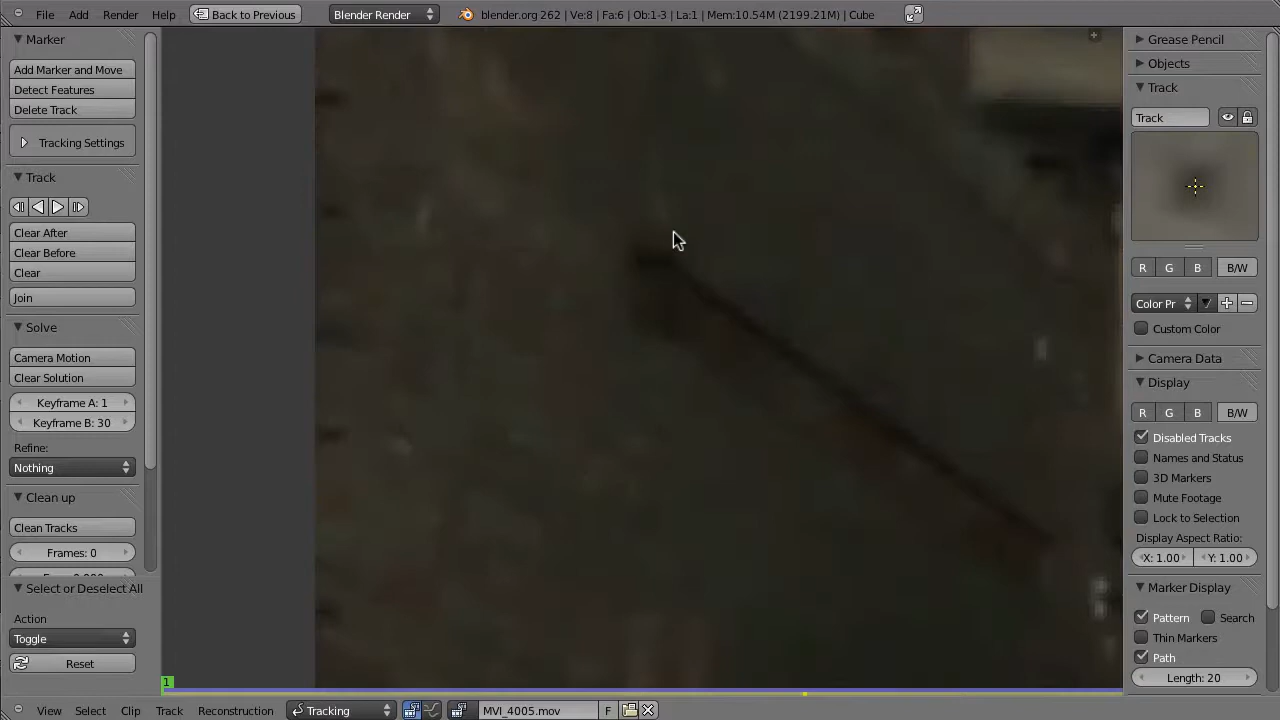 File Add Render Help Back to Previous Blender Render blender.org 262 | Ve:8 | Fa:6 | Ob:1-3 | La:1 | Mem:10.54M (2199.21M) | Cube
Marker
Add Marker and Move
Detect Features
Delete Track
Tracking Settings
Track
Clear After
Clear Before
Clear
Join
Solve
Camera Motion
Clear Solution
Keyframe A: 1
Keyframe B: 30
Refine:
Nothing
Clean up
Clean Tracks
Frames: 0
Select or Deselect All
Action
Toggle
Reset
Grease Pencil
Objects
Track
Track
R G B B/W
Color Pr
Custom Color
Camera Data
Display
R G B B/W
Disabled Tracks
Names and Status
3D Markers
Mute Footage
Lock to Selection
Display Aspect Ratio:
X: 1.00 Y: 1.00
Marker Display
Pattern Search
Thin Markers
Path
Length: 20
1
View Select Clip Track Reconstruction Tracking MVI_4005.mov F